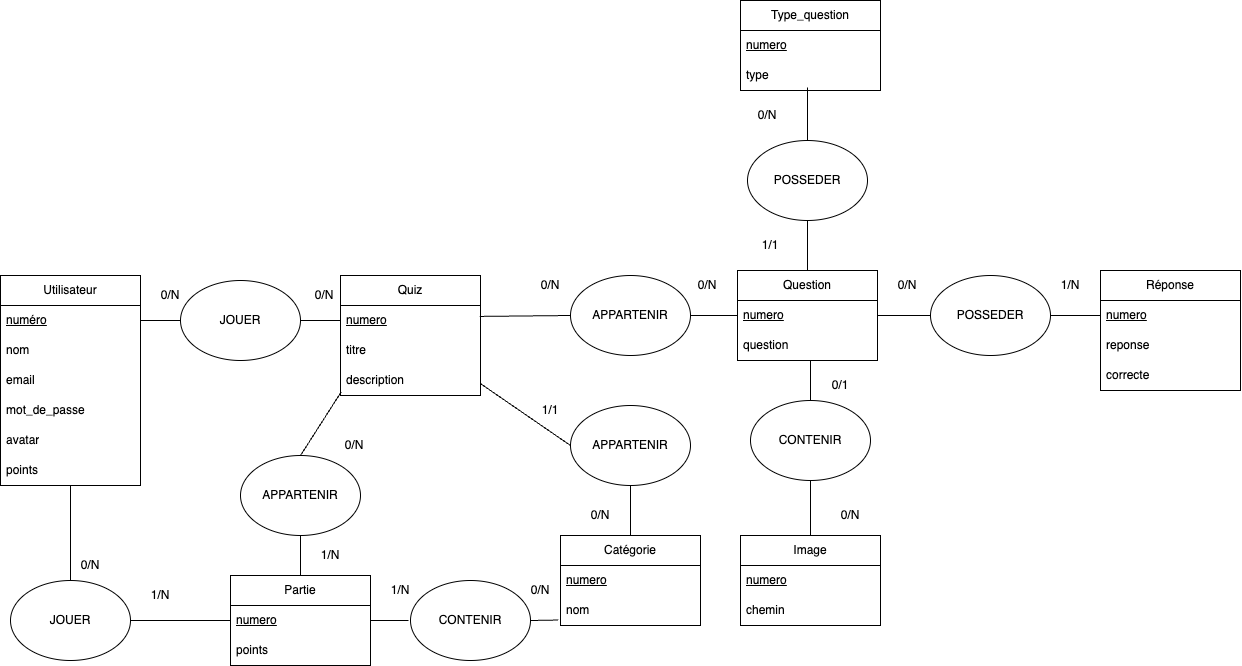 Type_question
numero
type
0/N
POSSEDER
1/1
Utilisateur
numéro
nom
email
mot_de_passe
avatar
points
0/N
JOUER
0/N
Quiz
numero
titre
description
0/N
APPARTENIR
0/N
Question
numero
question
0/N
POSSEDER
1/N
Réponse
numero
reponse
correcte
0/1
CONTENIR
0/N
Image
numero
chemin
1/1
APPARTENIR
0/N
Catégorie
numero
nom
0/N
APPARTENIR
1/N
Partie
numero
points
0/N
JOUER
1/N
1/N
CONTENIR
0/N